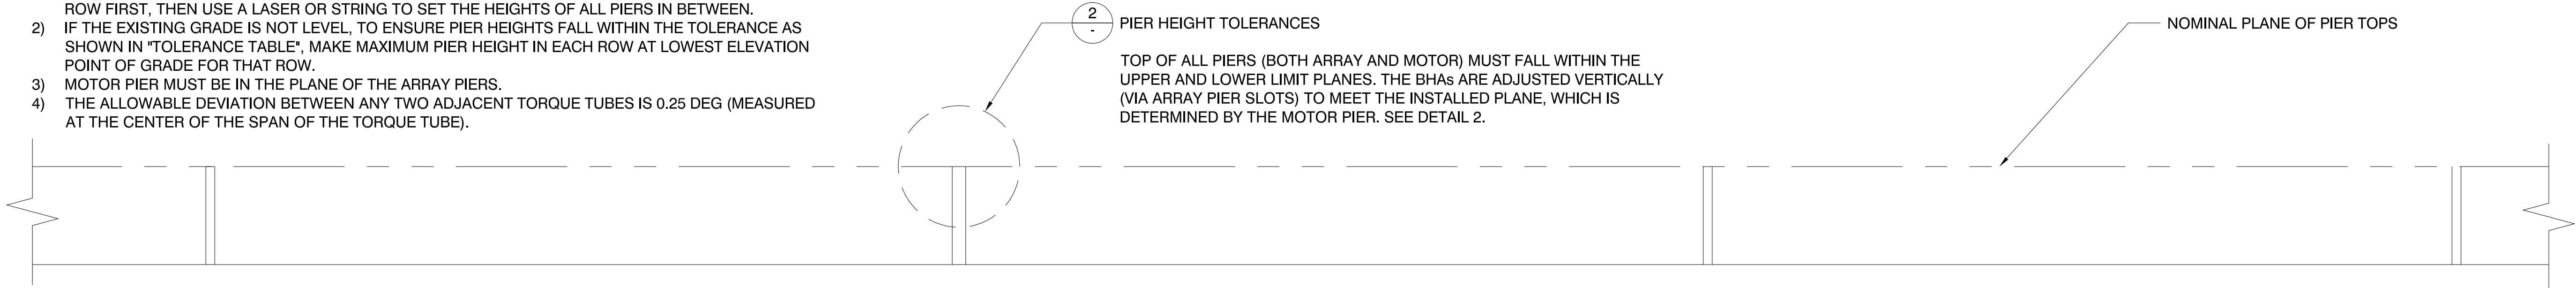 ROW FIRST, THEN USE A LASER OR STRING TO SET THE HEIGHTS OF ALL PIERS IN BETWEEN.
2) IF THE EXISTING GRADE IS NOT LEVEL, TO ENSURE PIER HEIGHTS FALL WITHIN THE TOLERANCE AS
SHOWN IN "TOLERANCE TABLE", MAKE MAXIMUM PIER HEIGHT IN EACH ROW AT LOWEST ELEVATION
POINT OF GRADE FOR THAT ROW.
3) MOTOR PIER MUST BE IN THE PLANE OF THE ARRAY PIERS.
4) THE ALLOWABLE DEVIATION BETWEEN ANY TWO ADJACENT TORQUE TUBES IS 0.25 DEG (MEASURED
AT THE CENTER OF THE SPAN OF THE TORQUE TUBE).
2
-
PIER HEIGHT TOLERANCES
TOP OF ALL PIERS (BOTH ARRAY AND MOTOR) MUST FALL WITHIN THE
UPPER AND LOWER LIMIT PLANES. THE BHAs ARE ADJUSTED VERTICALLY
(VIA ARRAY PIER SLOTS) TO MEET THE INSTALLED PLANE, WHICH IS
DETERMINED BY THE MOTOR PIER. SEE DETAIL 2.
NOMINAL PLANE OF PIER TOPS